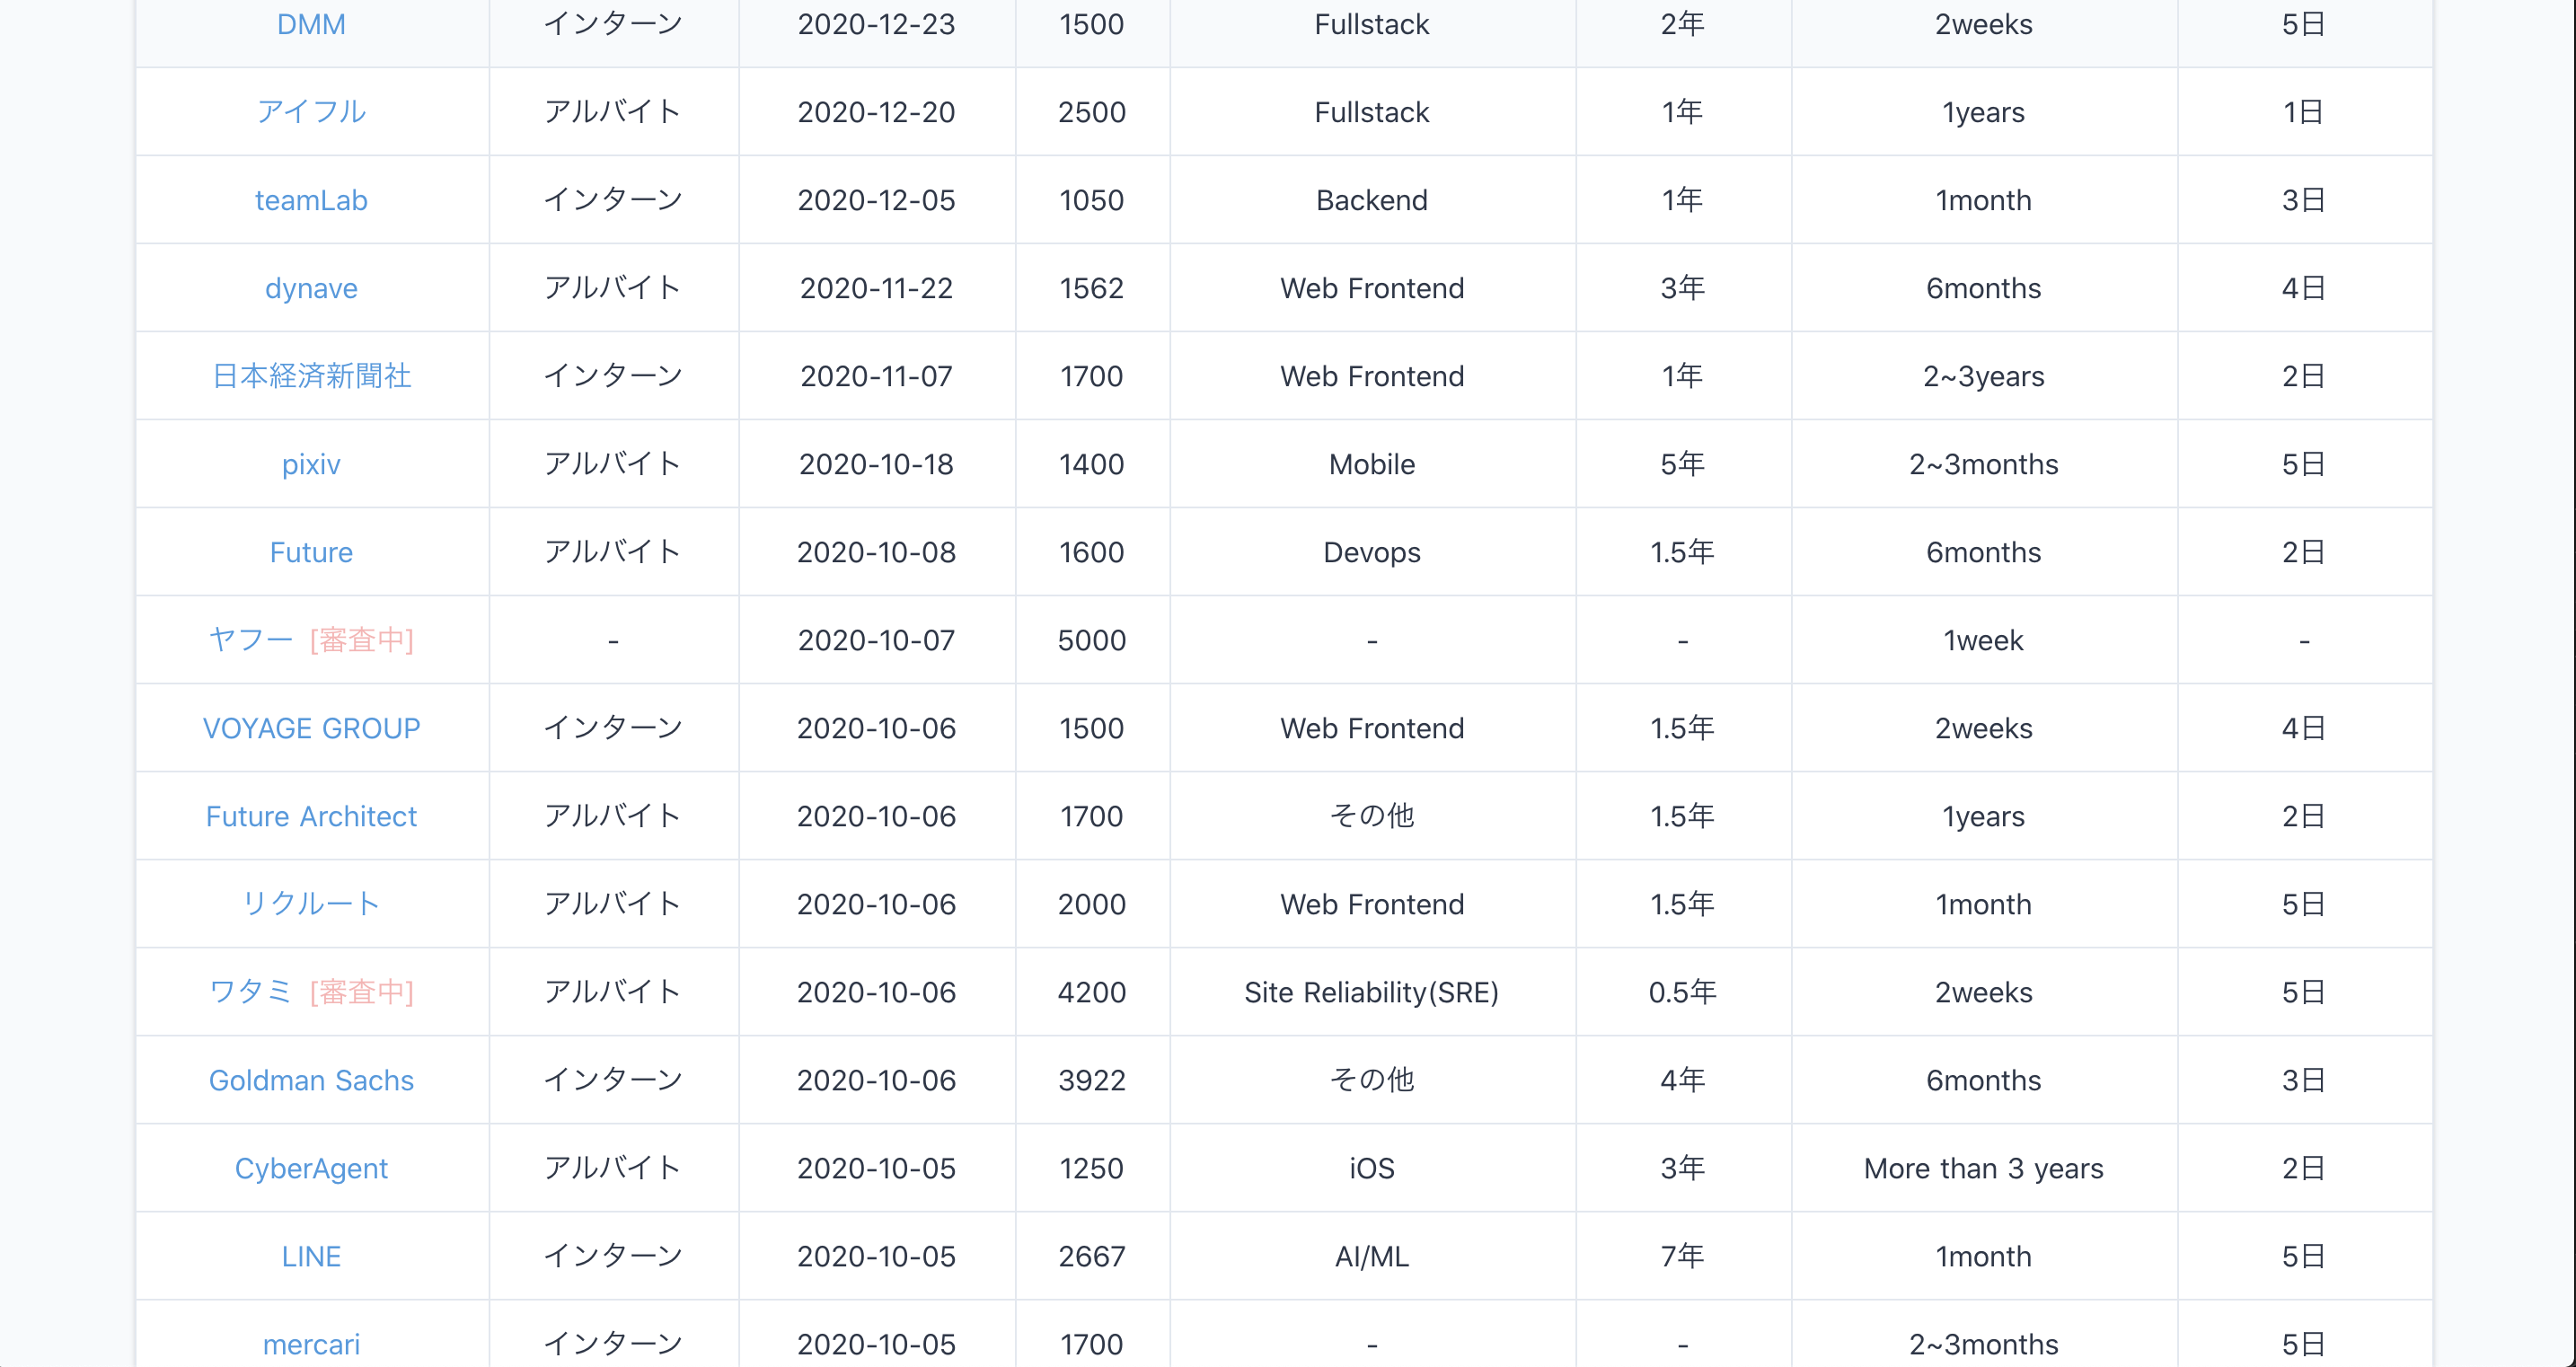 DMM インターン 2020-12-23 1500 Fullstack 2年 2weeks 5日
アイフル アルバイト 2020-12-20 2500 Fullstack 1年 1years 1日
teamLab インターン 2020-12-05 1050 Backend 1年 1month 3日
dynave アルバイト 2020-11-22 1562 Web Frontend 3年 6months 4日
日本経済新聞社 インターン 2020-11-07 1700 Web Frontend 1年 2~3years 2日
pixiv アルバイト 2020-10-18 1400 Mobile 5年 2~3months 5日
Future アルバイト 2020-10-08 1600 Devops 1.5年 6months 2日
ヤフー [審査中] - 2020-10-07 5000 - - 1week -
VOYAGE GROUP インターン 2020-10-06 1500 Web Frontend 1.5年 2weeks 4日
Future Architect アルバイト 2020-10-06 1700 その他 1.5年 1years 2日
リクルート アルバイト 2020-10-06 2000 Web Frontend 1.5年 1month 5日
ワタミ [審査中] アルバイト 2020-10-06 4200 Site Reliability(SRE) 0.5年 2weeks 5日
Goldman Sachs インターン 2020-10-06 3922 その他 4年 6months 3日
CyberAgent アルバイト 2020-10-05 1250 iOS 3年 More than 3 years 2日
LINE インターン 2020-10-05 2667 AI/ML 7年 1month 5日
mercari インターン 2020-10-05 1700 - - 2~3months 5日